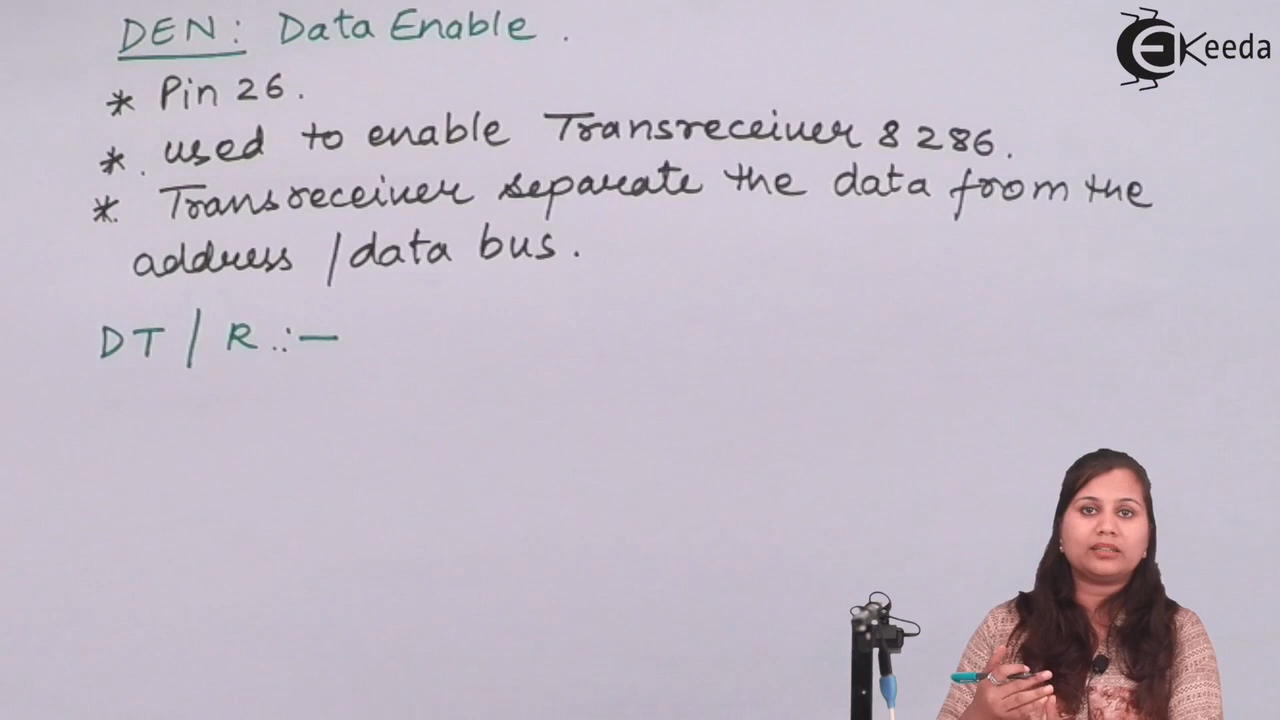 DEN: Data Enable.
Keeda
* Pin 26.
* used to enable Transreceiver 8286.
* Transreceiver separate the data from the
address / data bus.
DT / R :-